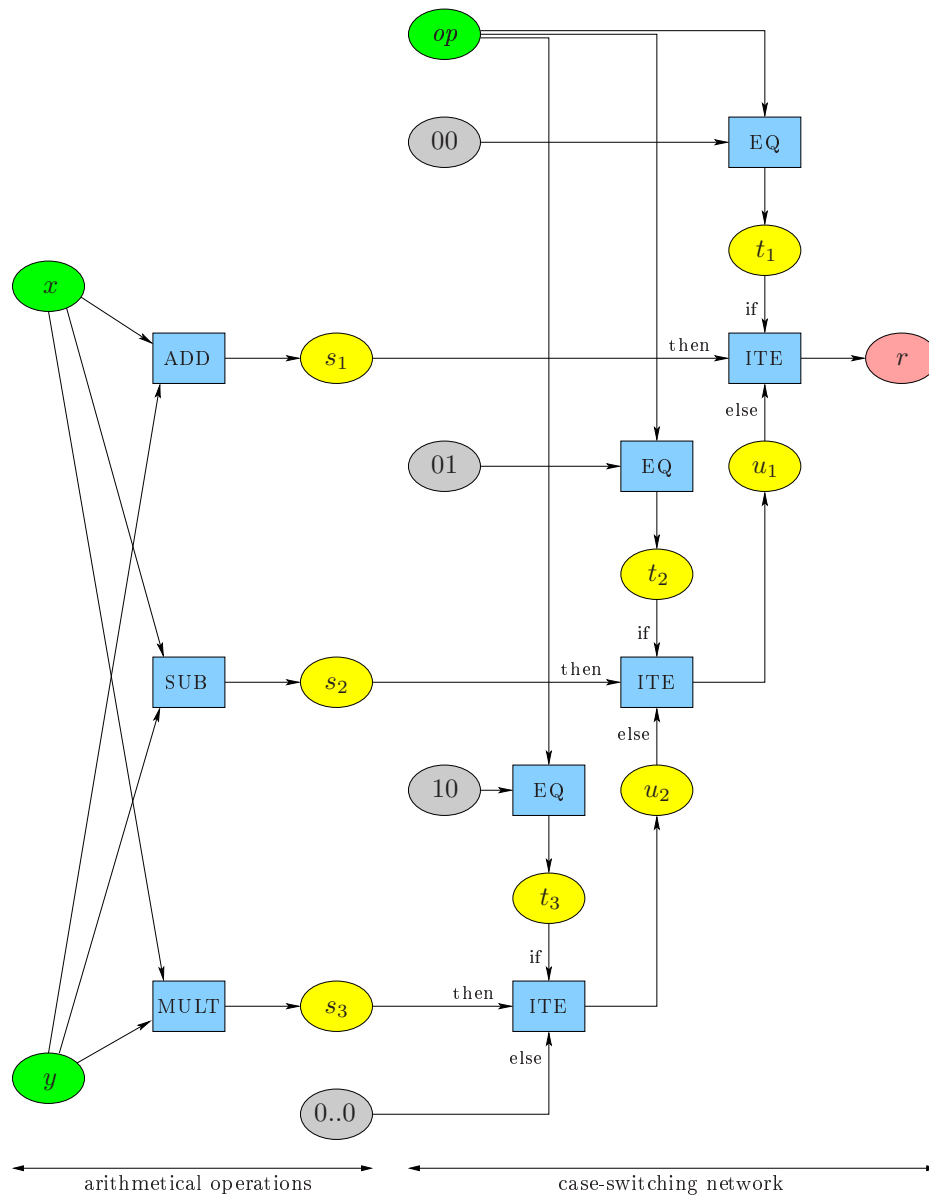 op
00
EQ
t₁
x
if
then
ADD
s₁
ITE
r
else
01
EQ
u₁
t₂
if
then
SUB
s₂
ITE
else
10
EQ
u₂
t₃
if
then
MULT
s₃
ITE
else
y
0..0
arithmetical operations
case-switching network